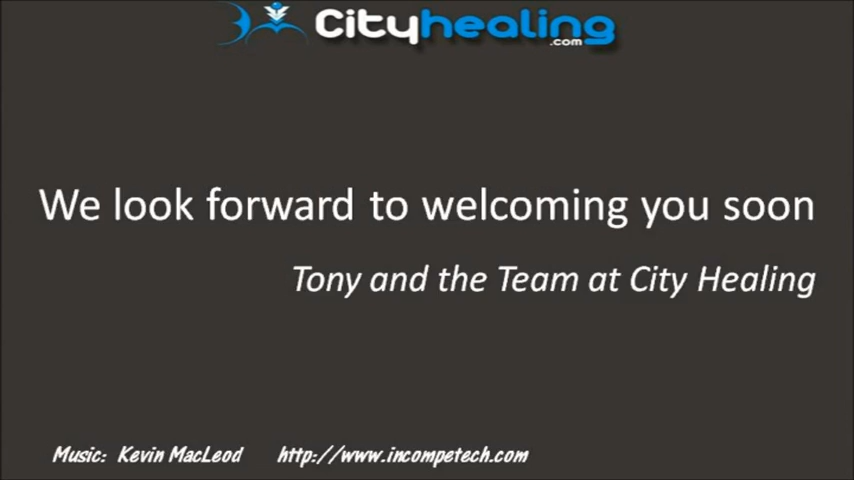 Cityhealing
.com
We look forward to welcoming you soon
Tony and the Team at City Healing
Music: Kevin MacLeod http://www.incompetech.com